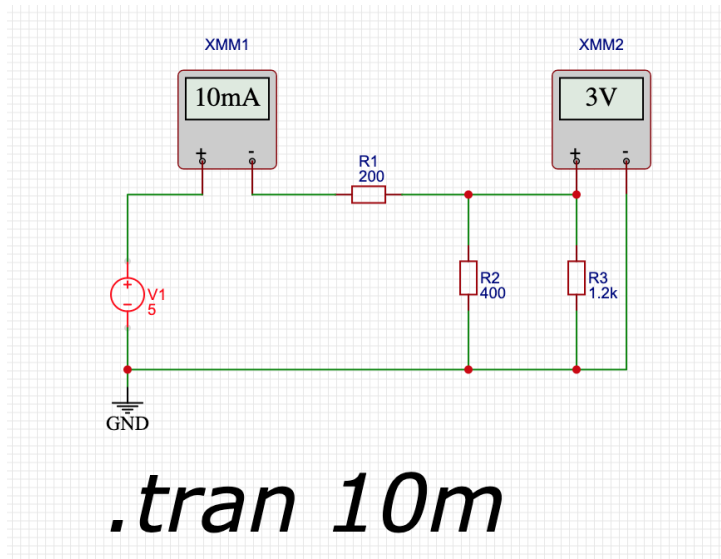 XMM1
XMM2
10mA
3V
+
-
+
-
R1
200
+
-
V1
5
R2
400
R3
1.2k
GND
.tran 10m